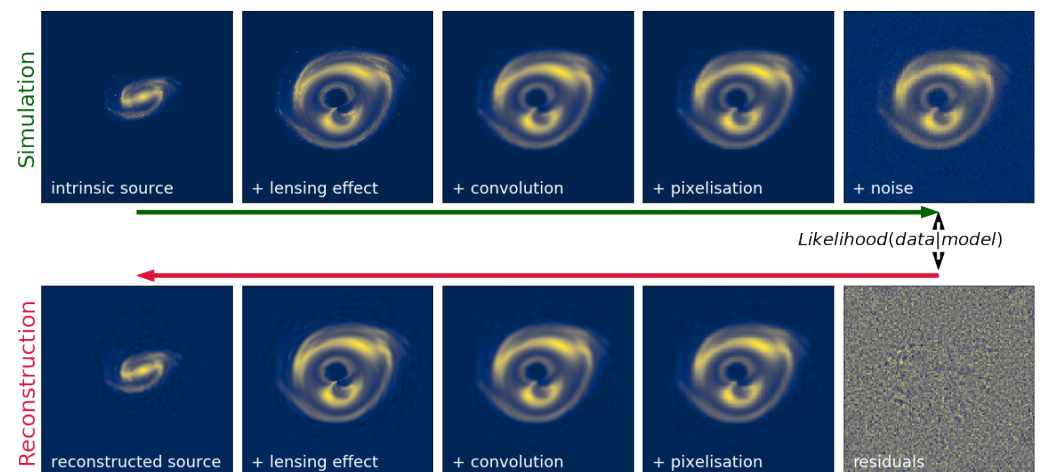 Simulation
intrinsic source
+ lensing effect
+ convolution
+ pixelisation
+ noise
Likelihood(data|model)
Reconstruction
reconstructed source
+ lensing effect
+ convolution
+ pixelisation
residuals